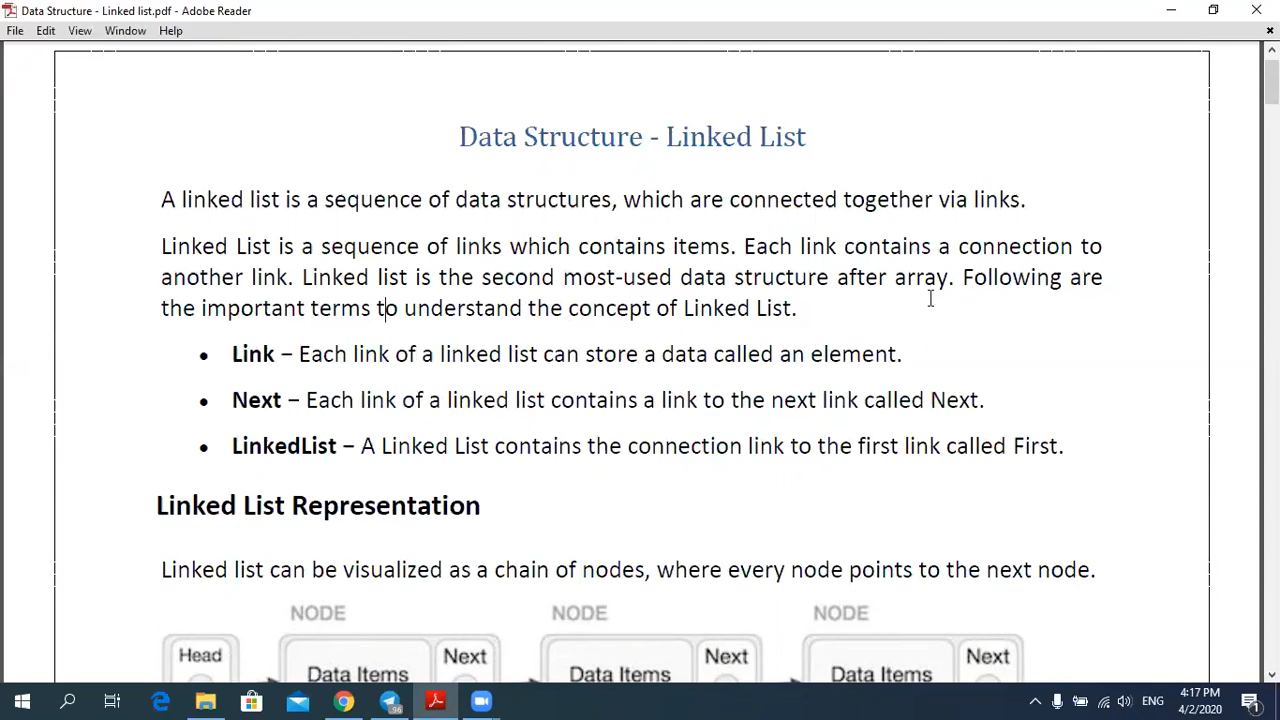 Data Structure - Linked list.pdf - Adobe Reader
File Edit View Window Help
Data Structure - Linked List
A linked list is a sequence of data structures, which are connected together via links.
Linked List is a sequence of links which contains items. Each link contains a connection to
another link. Linked list is the second most-used data structure after array. Following are
the important terms to understand the concept of Linked List.
• Link – Each link of a linked list can store a data called an element.
• Next – Each link of a linked list contains a link to the next link called Next.
• LinkedList – A Linked List contains the connection link to the first link called First.
Linked List Representation
Linked list can be visualized as a chain of nodes, where every node points to the next node.
NODE NODE NODE
Head Next Next Next
Data Items Data Items Data Items
96
ENG
4:17 PM
4/2/2020
1